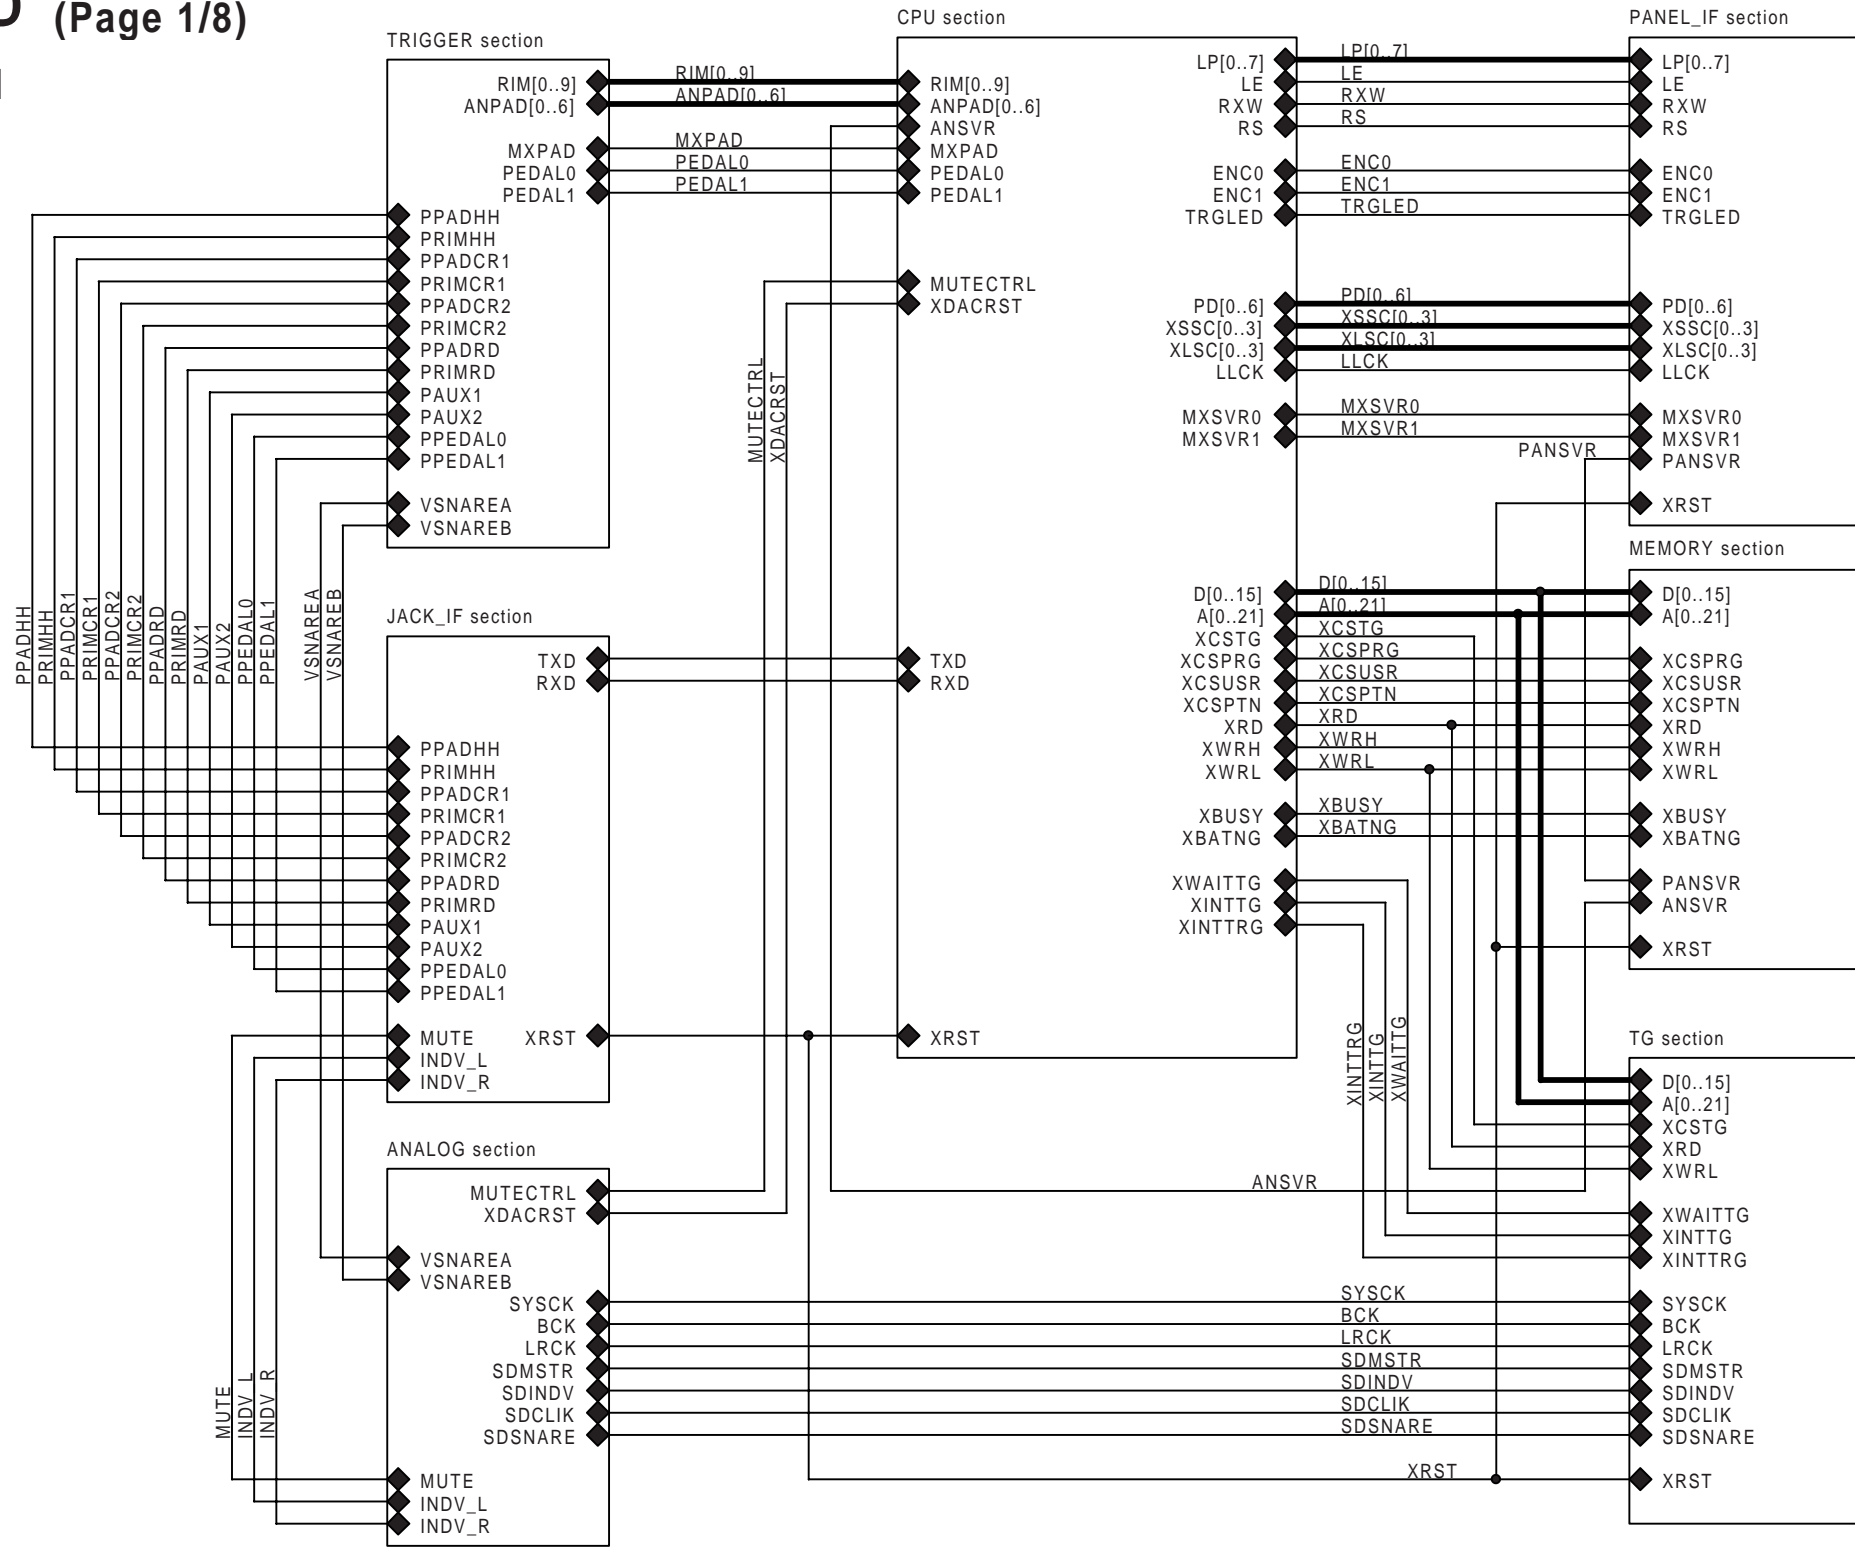 D (Page 1/8)
TRIGGER section
RIM[0..9]
ANPAD[0..6]
MXPAD
PEDAL0
PEDAL1
PPADHH
PRIMHH
PPADCR1
PRIMCR1
PPADCR2
PRIMCR2
PPADRD
PRIMRD
PAUX1
PAUX2
PPEDAL0
PPEDAL1
VSNAREA
VSNAREB
RIM[0..9]
ANPAD[0..6]
MXPAD
PEDAL0
PEDAL1
PPADHH
PRIMHH
PPADCR1
PRIMCR1
PPADCR2
PRIMCR2
PPADRD
PRIMRD
PAUX1
PAUX2
PPEDAL0
PPEDAL1
VSNAREA
VSNAREB
JACK_IF section
TXD
RXD
PPADHH
PRIMHH
PPADCR1
PRIMCR1
PPADCR2
PRIMCR2
PPADRD
PRIMRD
PAUX1
PAUX2
PPEDAL0
PPEDAL1
MUTE
XRST
INDV_L
INDV_R
ANALOG section
MUTECTRL
XDACRST
VSNAREA
VSNAREB
SYSCK
BCK
LRCK
SDMSTR
SDINDV
SDCLIK
SDSNARE
MUTE
INDV_L
INDV_R
MUTE
INDV_L
INDV_R
MUTECTRL
XDACRST
CPU section
RIM[0..9]
ANPAD[0..6]
ANSVR
MXPAD
PEDAL0
PEDAL1
MUTECTRL
XDACRST
TXD
RXD
XRST
LP[0..7]
LE
RXW
RS
ENC0
ENC1
TRGLED
PD[0..6]
XSSC[0..3]
XLSC[0..3]
LLCK
MXSVR0
MXSVR1
D[0..15]
A[0..21]
XCSTG
XCSPRG
XCSUSR
XCSPTN
XRD
XWRH
XWRL
XBUSY
XBATNG
XWAITTG
XINTTG
XINTTRG
LP[0..7]
LE
RXW
RS
ENC0
ENC1
TRGLED
PD[0..6]
XSSC[0..3]
XLSC[0..3]
LLCK
MXSVR0
MXSVR1
PANSVR
D[0..15]
A[0..21]
XCSTG
XCSPRG
XCSUSR
XCSPTN
XRD
XWRH
XWRL
XBUSY
XBATNG
XINTTRG
XINTTG
XWAITTG
ANSVR
SYSCK
BCK
LRCK
SDMSTR
SDINDV
SDCLIK
SDSNARE
XRST
PANEL_IF section
LP[0..7]
LE
RXW
RS
ENC0
ENC1
TRGLED
PD[0..6]
XSSC[0..3]
XLSC[0..3]
LLCK
MXSVR0
MXSVR1
PANSVR
XRST
MEMORY section
D[0..15]
A[0..21]
XCSPRG
XCSUSR
XCSPTN
XRD
XWRH
XWRL
XBUSY
XBATNG
PANSVR
ANSVR
XRST
TG section
D[0..15]
A[0..21]
XCSTG
XRD
XWRL
XWAITTG
XINTTG
XINTTRG
SYSCK
BCK
LRCK
SDMSTR
SDINDV
SDCLIK
SDSNARE
XRST